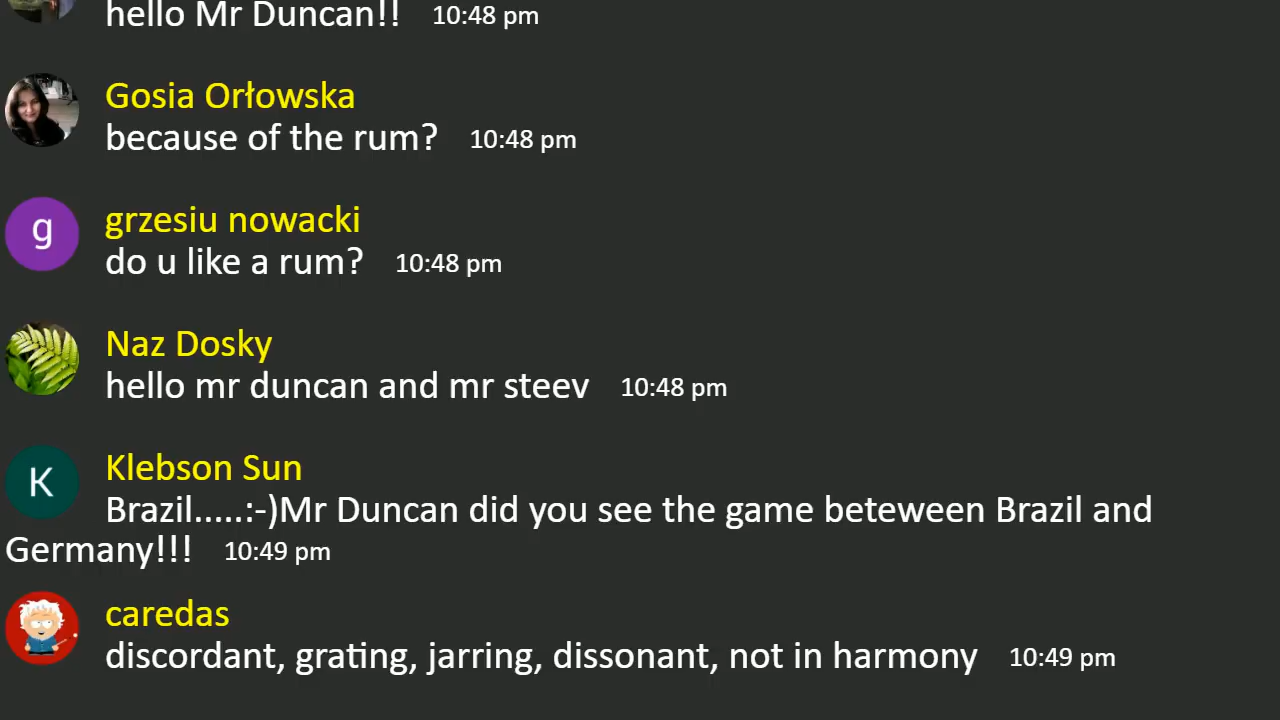 hello Mr Duncan!! 10:48 pm
Gosia Orłowska
because of the rum? 10:48 pm
g
grzesiu nowacki
do u like a rum? 10:48 pm
Naz Dosky
hello mr duncan and mr steev 10:48 pm
K
Klebson Sun
Brazil.....:-)Mr Duncan did you see the game beteween Brazil and
Germany!!! 10:49 pm
caredas
discordant, grating, jarring, dissonant, not in harmony 10:49 pm